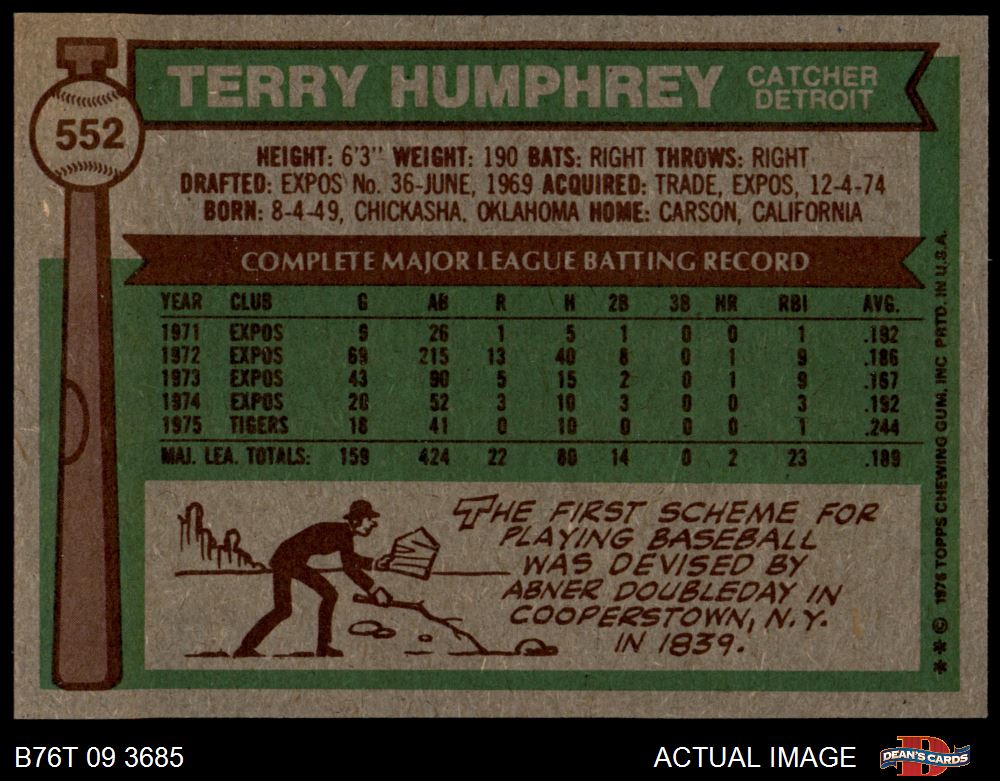 552
TERRY HUMPHREY
CATCHER
DETROIT
HEIGHT: 6'3" WEIGHT: 190 BATS: RIGHT THROWS: RIGHT
DRAFTED: EXPOS No. 36-JUNE, 1969 ACQUIRED: TRADE, EXPOS, 12-4-74
BORN: 8-4-49, CHICKASHA, OKLAHOMA HOME: CARSON, CALIFORNIA
COMPLETE MAJOR LEAGUE BATTING RECORD
YEAR CLUB G AB R H 2B 3B HR RBI AVG.
1971 EXPOS 9 26 1 5 1 0 0 1 .192
1972 EXPOS 69 215 13 40 8 0 1 9 .186
1973 EXPOS 43 90 5 15 2 0 1 9 .167
1974 EXPOS 20 52 3 10 3 0 0 3 .192
1975 TIGERS 18 41 0 10 0 0 0 1 .244
MAJ. LEA. TOTALS: 159 424 22 80 14 0 2 23 .189
THE FIRST SCHEME FOR
PLAYING BASEBALL
WAS DEVISED BY
ABNER DOUBLEDAY IN
COOPERSTOWN, N.Y.
IN 1839.
** © 1976 TOPPS CHEWING GUM, INC. PRTD. IN U.S.A.
B76T 09 3685
ACTUAL IMAGE
DEAN'S CARDS